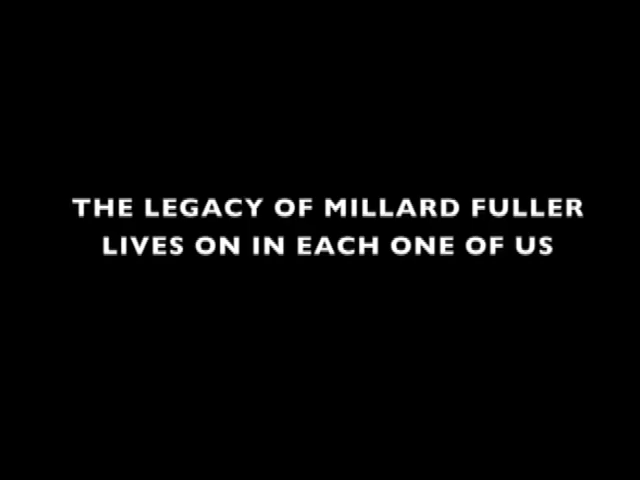 THE LEGACY OF MILLARD FULLER
LIVES ON IN EACH ONE OF US